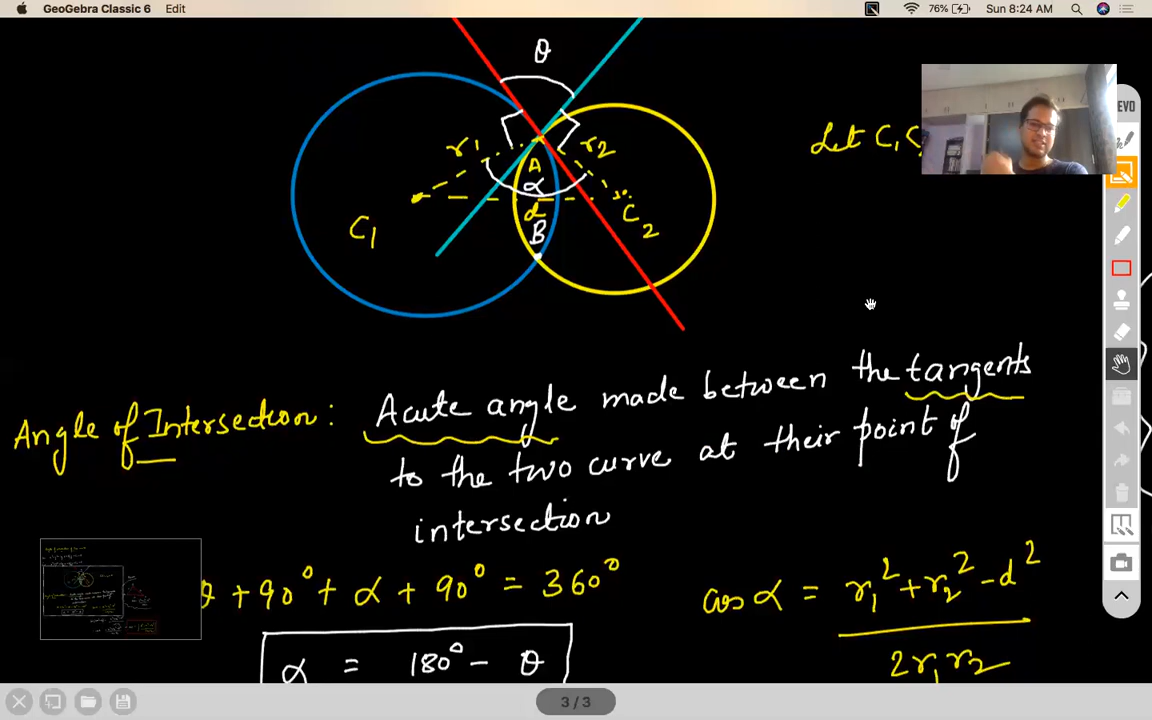 GeoGebra Classic 6 Edit 76% Sun 8:24 AM
θ
r1 r2
A
α
d
B
C1 C2
Let C1
EVO
Angle of Intersection: Acute angle made between the tangents
to the two curve at their point of
intersection
θ + 90° + α + 90° = 360°
α = 180° - θ
cos α = r1² + r2² - d²
2r1r2
3 / 3